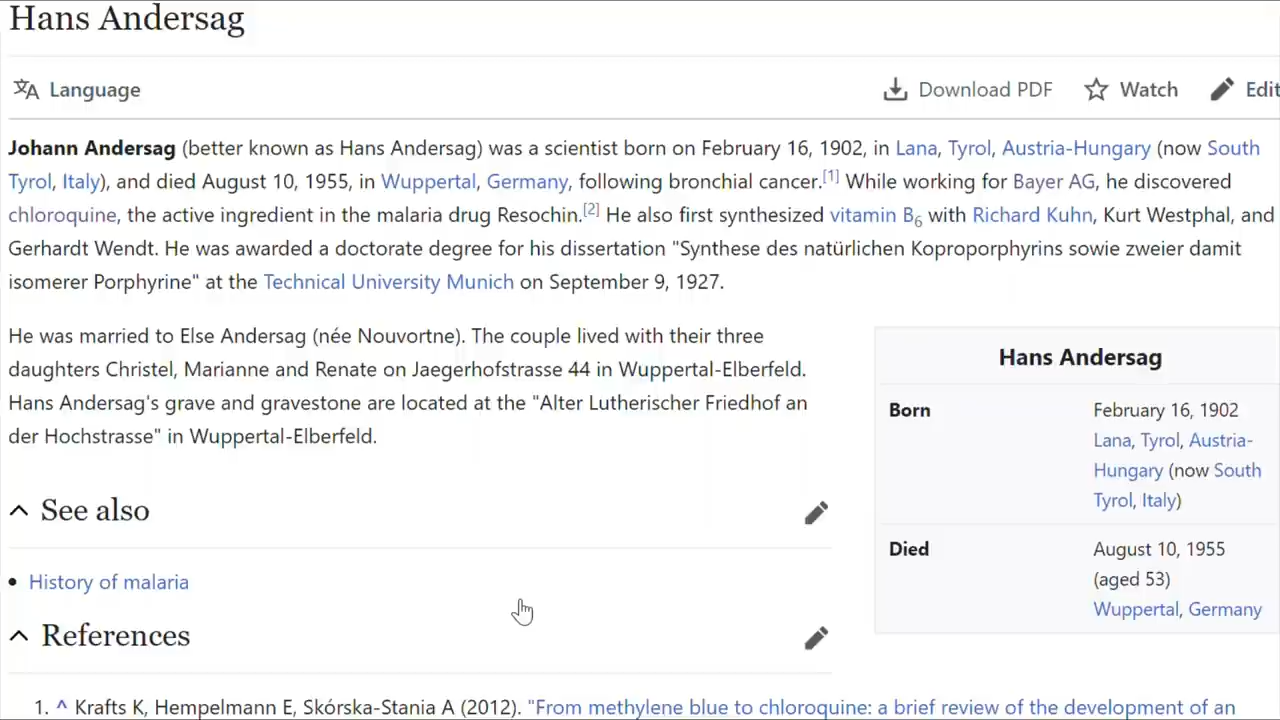 Hans Andersag
Language
Download PDF
Watch
Edit
Johann Andersag (better known as Hans Andersag) was a scientist born on February 16, 1902, in Lana, Tyrol, Austria-Hungary (now South
Tyrol, Italy), and died August 10, 1955, in Wuppertal, Germany, following bronchial cancer.[1] While working for Bayer AG, he discovered
chloroquine, the active ingredient in the malaria drug Resochin.[2] He also first synthesized vitamin B6 with Richard Kuhn, Kurt Westphal, and
Gerhardt Wendt. He was awarded a doctorate degree for his dissertation "Synthese des natürlichen Koproporphyrins sowie zweier damit
isomerer Porphyrine" at the Technical University Munich on September 9, 1927.
He was married to Else Andersag (née Nouvortne). The couple lived with their three
daughters Christel, Marianne and Renate on Jaegerhofstrasse 44 in Wuppertal-Elberfeld.
Hans Andersag's grave and gravestone are located at the "Alter Lutherischer Friedhof an
der Hochstrasse" in Wuppertal-Elberfeld.
Hans Andersag
Born
February 16, 1902
Lana, Tyrol, Austria-
Hungary (now South
Tyrol, Italy)
Died
August 10, 1955
(aged 53)
Wuppertal, Germany
See also
• History of malaria
References
1. ^ Krafts K, Hempelmann E, Skórska-Stania A (2012). "From methylene blue to chloroquine: a brief review of the development of an